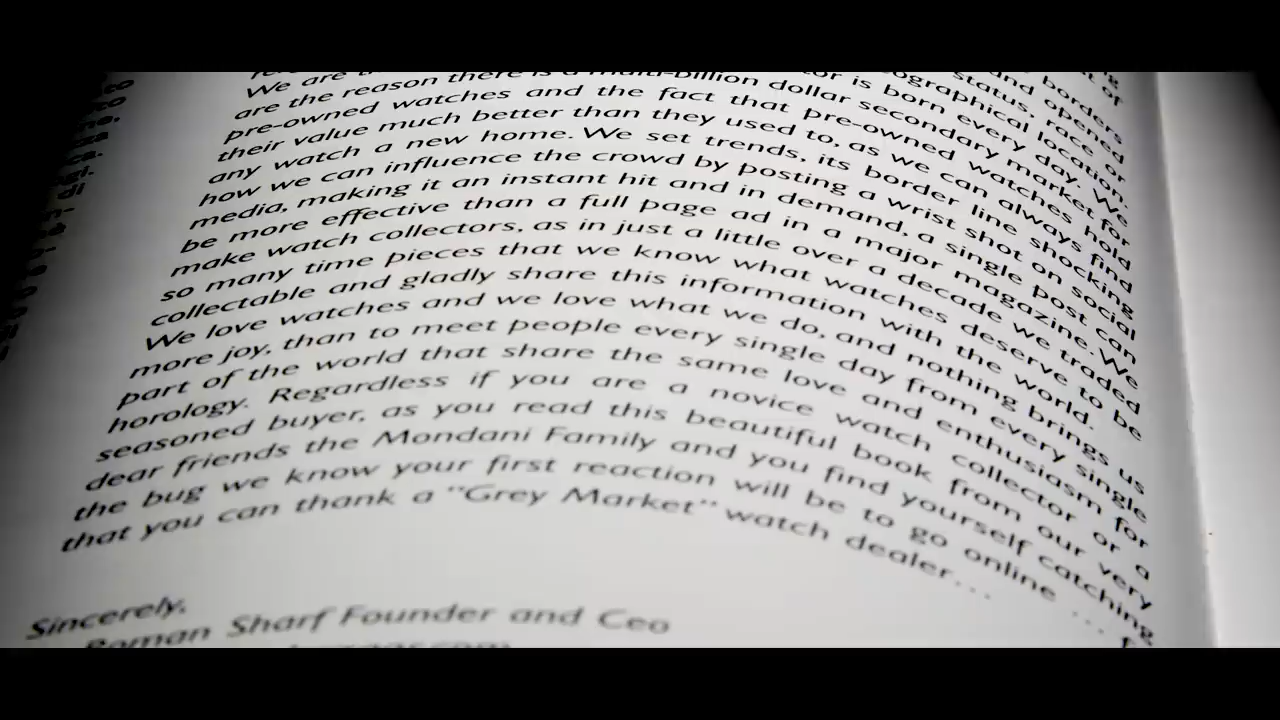 We are
tor is born every day. We
are the reason there is a multi-billion dollar secondary market for
pre-owned watches and the fact that pre-owned watches hold
their value much better than they used to, as we can always find
any watch a new home. We set trends, its border line shocking
how we can influence the crowd by posting a wrist shot on social
media, making it an instant hit and in demand, a single post can
be more effective than a full page ad in a major magazine. We
make watch collectors, as in just a little over a decade we traded
so many time pieces that we know what watches deserve to be
collectable and gladly share this information with the world.
We love watches and we love what we do, and nothing brings us
more joy, than to meet people every single day from every single
part of the world that share the same love and enthusiasm for
horology. Regardless if you are a novice watch collector or a
seasoned buyer, as you read this beautiful book from our very
dear friends the Mondani Family and you find yourself catching
the bug we know your first reaction will be to go online ....
that you can thank a "Grey Market" watch dealer...
Sincerely,
Roman Sharf Founder and Ceo